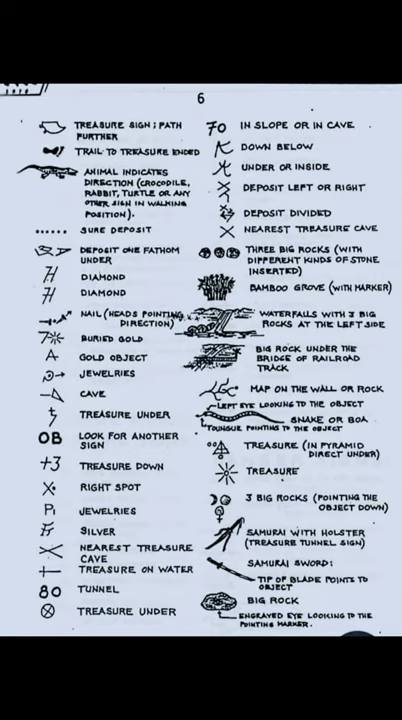 6
TREASURE SIGN; PATH
FURTHER
TRAIL TO TREASURE ENDED
ANIMAL INDICATES
DIRECTION (CROCODILE,
RABBIT, TURTLE OR ANY
OTHER SIGN IN WALKING
POSITION).
SURE DEPOSIT
DEPOSIT ONE FATHOM
UNDER
DIAMOND
DIAMOND
NAIL (HEADS POINTING
DIRECTION)
BURIED GOLD
GOLD OBJECT
JEWELRIES
CAVE
TREASURE UNDER
OB LOOK FOR ANOTHER
SIGN
+3 TREASURE DOWN
RIGHT SPOT
JEWELRIES
SILVER
NEAREST TREASURE
CAVE
TREASURE ON WATER
80 TUNNEL
TREASURE UNDER
70 IN SLOPE OR IN CAVE
DOWN BELOW
UNDER OR INSIDE
DEPOSIT LEFT OR RIGHT
DEPOSIT DIVIDED
NEAREST TREASURE CAVE
THREE BIG ROCKS (WITH
DIFFERENT KINDS OF STONE
INSERTED)
BAMBOO GROVE (WITH MARKER)
WATERFALLS WITH 3 BIG
ROCKS AT THE LEFT SIDE
BIG ROCK UNDER THE
BRIDGE OF RAILROAD
TRACK
MAP ON THE WALL OR ROCK
LEFT EYE LOOKING TO THE OBJECT
SNAKE OR BOA
TOUNGUE POINTING TO THE OBJECT
TREASURE (IN PYRAMID
DIRECT UNDER)
TREASURE
3 BIG ROCKS (POINTING THE
OBJECT DOWN)
SAMURAI WITH HOLSTER
(TREASURE TUNNEL SIGN)
SAMURAI SWORD:
TIP OF BLADE POINTS TO
OBJECT
BIG ROCK
ENGRAVED EYE LOOKING TO THE
POINTING MARKER.